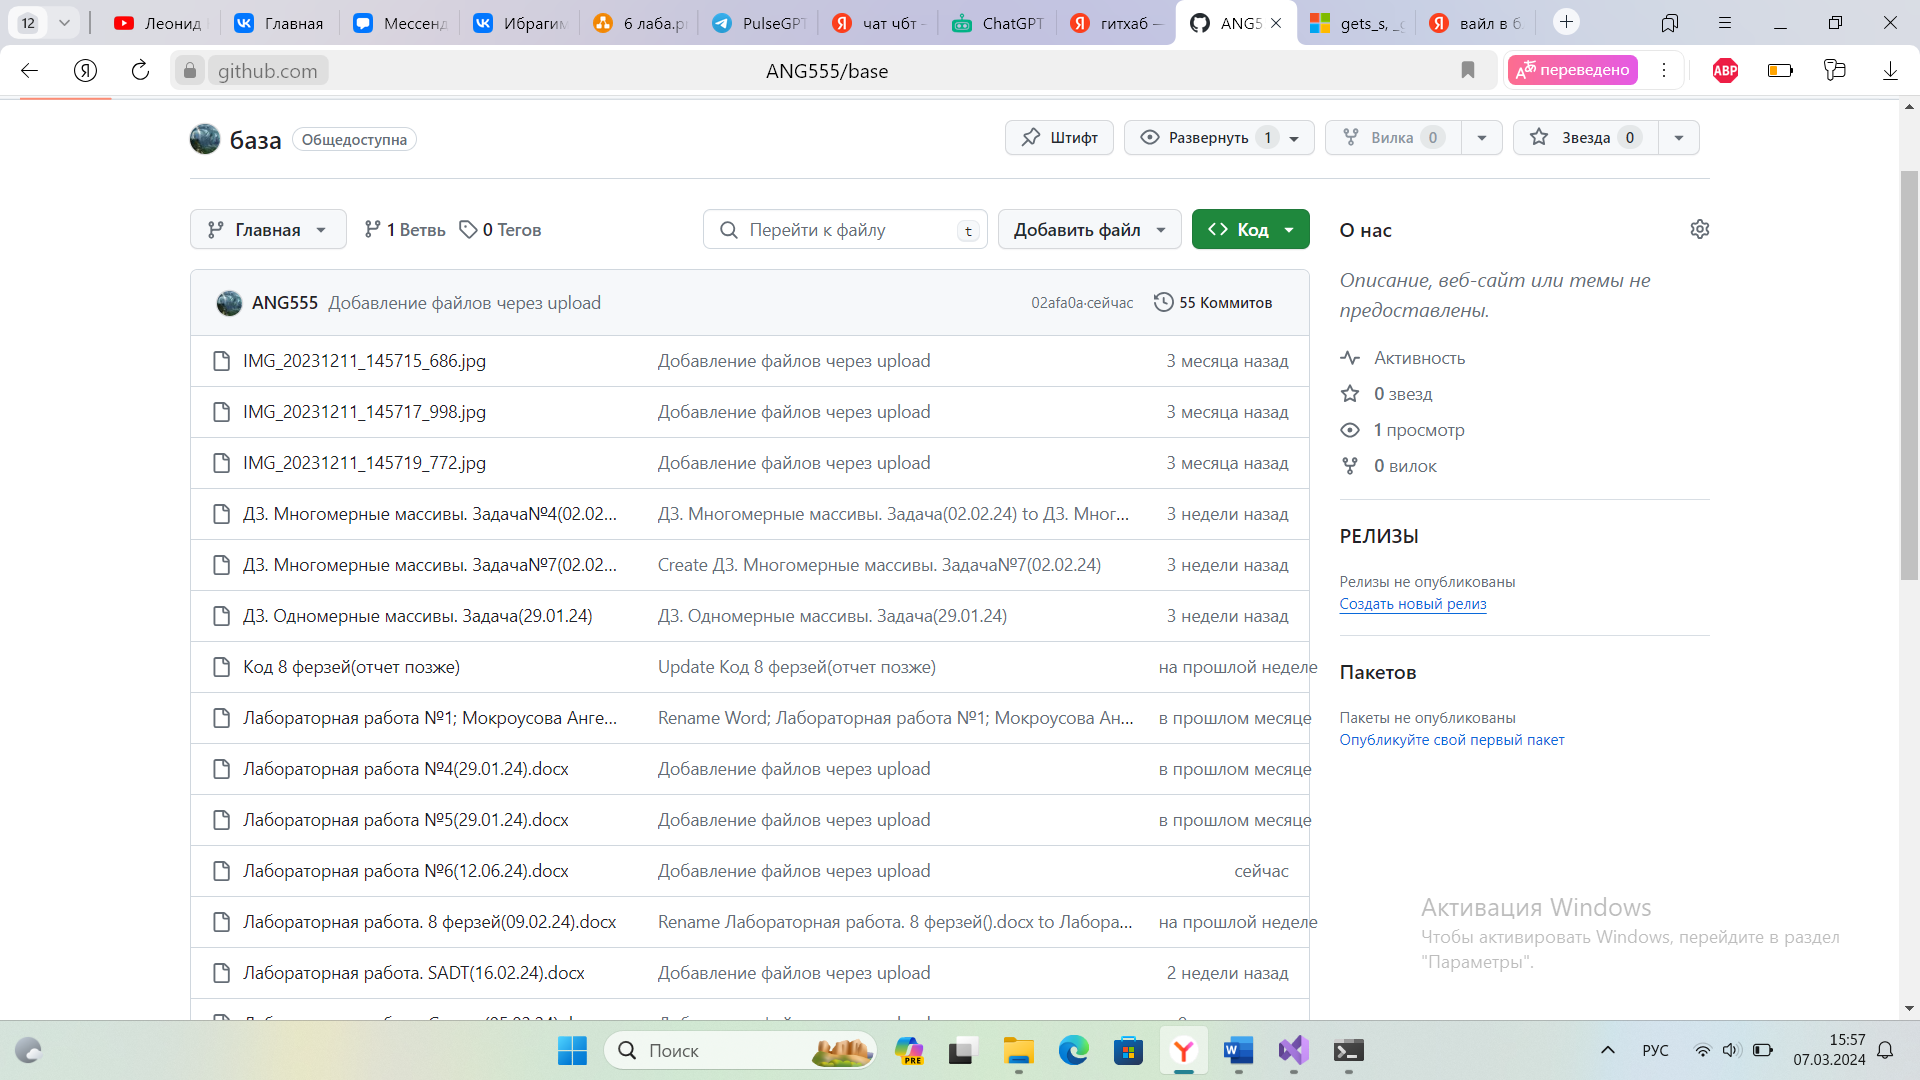 12
Леонид
Главная
Мессенд
Ибрагим
6 лаба.р
PulseGPT
чат чбт -
ChatGPT
гитхаб —
ANG5
gets_s, _g
вайл в б
github.com
ANG555/base
переведено
ABP
база
Общедоступна
Штифт
Развернуть 1
Вилка 0
Звезда 0
Главная
1 Ветвь
0 Тегов
Перейти к файлу
t
Добавить файл
Код
О нас
Описание, веб-сайт или темы не
предоставлены.
ANG555 Добавление файлов через upload
02afa0a·сейчас
55 Коммитов
IMG_20231211_145715_686.jpg Добавление файлов через upload 3 месяца назад
IMG_20231211_145717_998.jpg Добавление файлов через upload 3 месяца назад
IMG_20231211_145719_772.jpg Добавление файлов через upload 3 месяца назад
ДЗ. Многомерные массивы. Задача№4(02.02... ДЗ. Многомерные массивы. Задача(02.02.24) to ДЗ. Мног... 3 недели назад
ДЗ. Многомерные массивы. Задача№7(02.02... Create ДЗ. Многомерные массивы. Задача№7(02.02.24) 3 недели назад
ДЗ. Одномерные массивы. Задача(29.01.24) ДЗ. Одномерные массивы. Задача(29.01.24) 3 недели назад
Код 8 ферзей(отчет позже) Update Код 8 ферзей(отчет позже) на прошлой неделе
Лабораторная работа №1; Мокроусова Анге... Rename Word; Лабораторная работа №1; Мокроусова Ан... в прошлом месяце
Лабораторная работа №4(29.01.24).docx Добавление файлов через upload в прошлом месяце
Лабораторная работа №5(29.01.24).docx Добавление файлов через upload в прошлом месяце
Лабораторная работа №6(12.06.24).docx Добавление файлов через upload сейчас
Лабораторная работа. 8 ферзей(09.02.24).docx Rename Лабораторная работа. 8 ферзей().docx to Лабора... на прошлой неделе
Лабораторная работа. SADT(16.02.24).docx Добавление файлов через upload 2 недели назад
Активность
0 звезд
1 просмотр
0 вилок
РЕЛИЗЫ
Релизы не опубликованы
Создать новый релиз
Пакетов
Пакеты не опубликованы
Опубликуйте свой первый пакет
Активация Windows
Чтобы активировать Windows, перейдите в раздел
"Параметры".
Поиск
PRE
РУС
15:57
07.03.2024